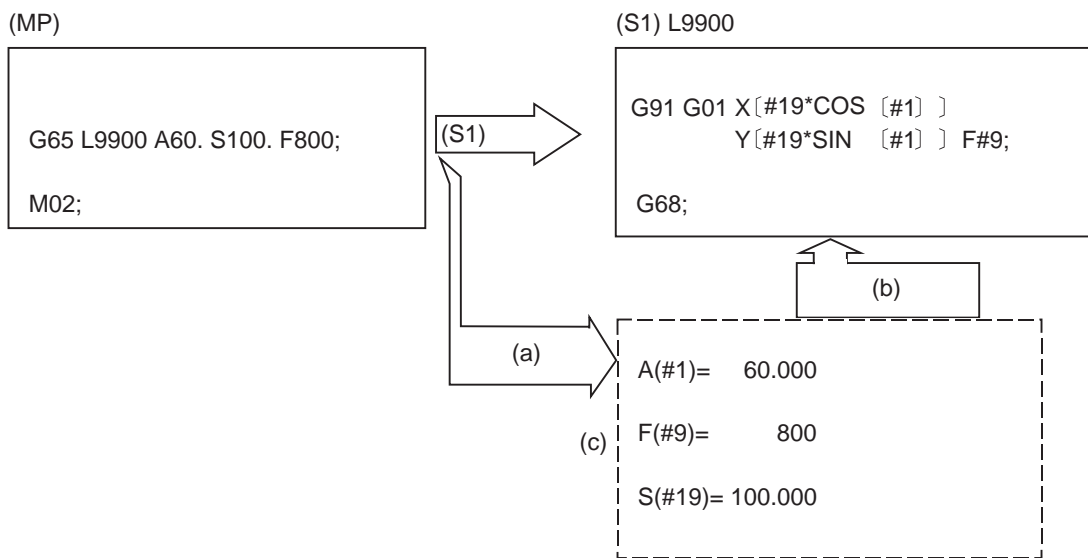 (MP)
G65 L9900 A60. S100. F800;
M02;
(S1)
(S1) L9900
G91 G01 X〔#19*COS 〔#1〕〕
Y〔#19*SIN 〔#1〕〕 F#9;
G68;
(b)
(a)
(c)
A(#1)= 60.000
F(#9)= 800
S(#19)= 100.000